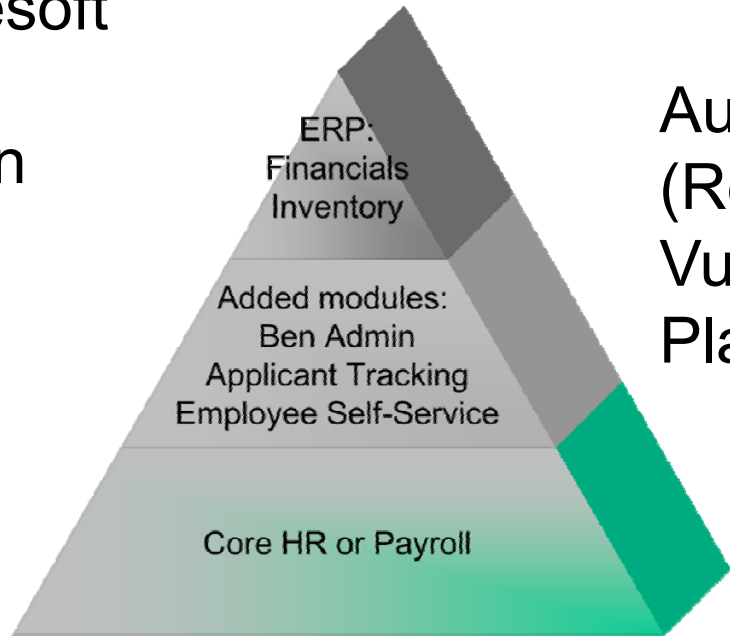 ERP:
Financials
Inventory
Added modules:
Ben Admin
Applicant Tracking
Employee Self-Service
Core HR or Payroll